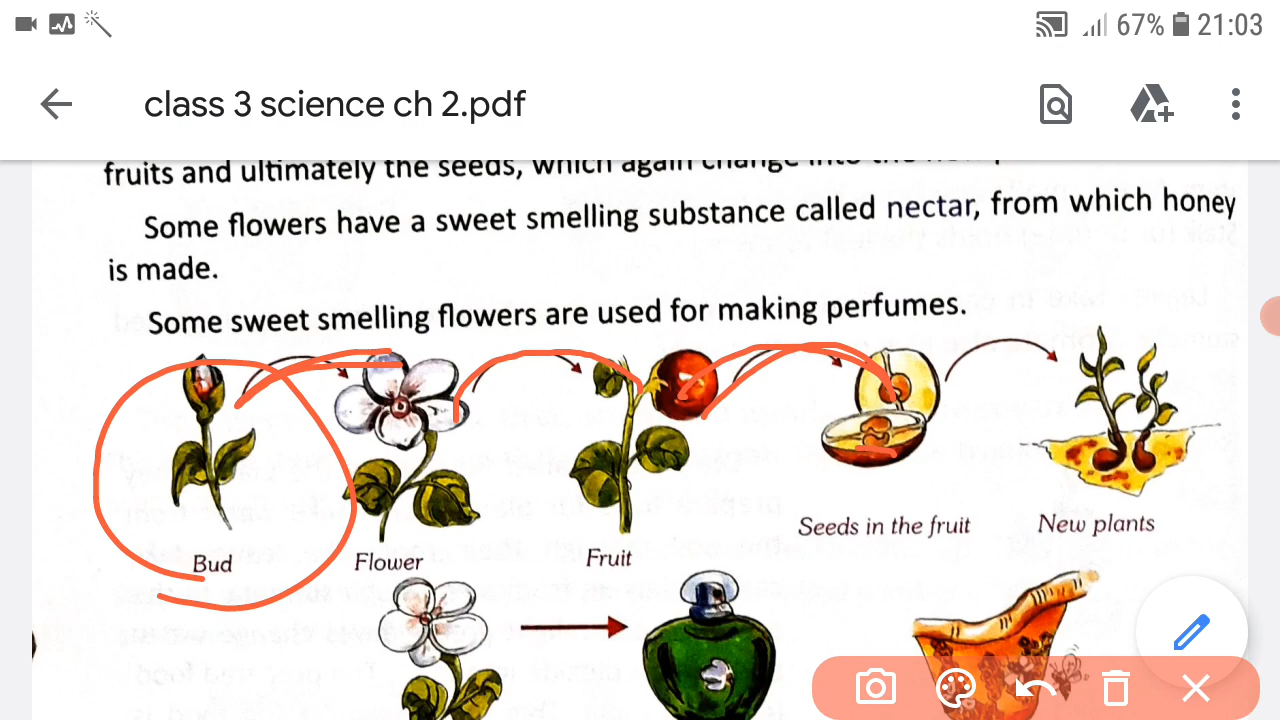 67% 21:03
class 3 science ch 2.pdf
fruits and ultimately the seeds, which again change into the
Some flowers have a sweet smelling substance called nectar, from which honey
is made.
Some sweet smelling flowers are used for making perfumes.
Bud
Flower
Fruit
Seeds in the fruit
New plants